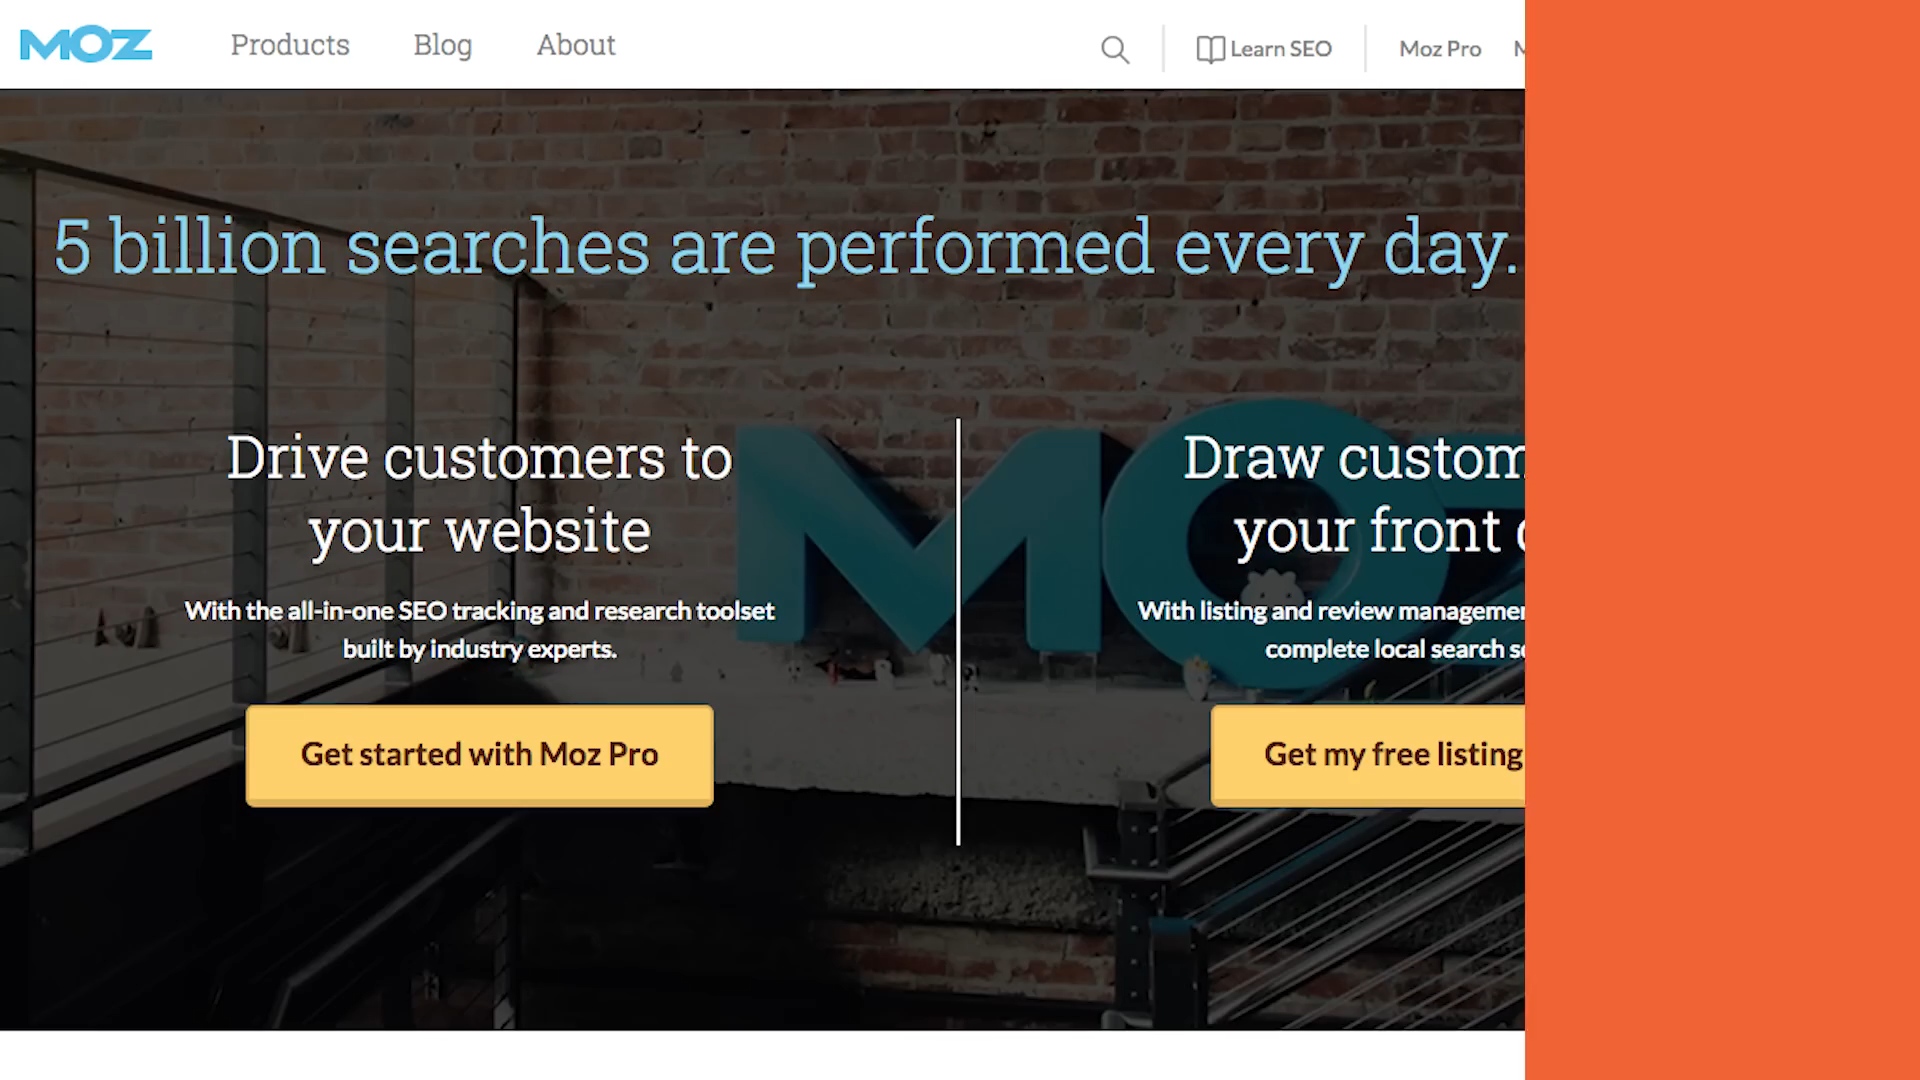 MOZ
Products Blog About
Learn SEO Moz Pro
5 billion searches are performed every day.
Drive customers to
your website
With the all-in-one SEO tracking and research toolset
built by industry experts.
Get started with Moz Pro
MOZ
Draw custom
your front
With listing and review managemen
complete local search s
Get my free listing